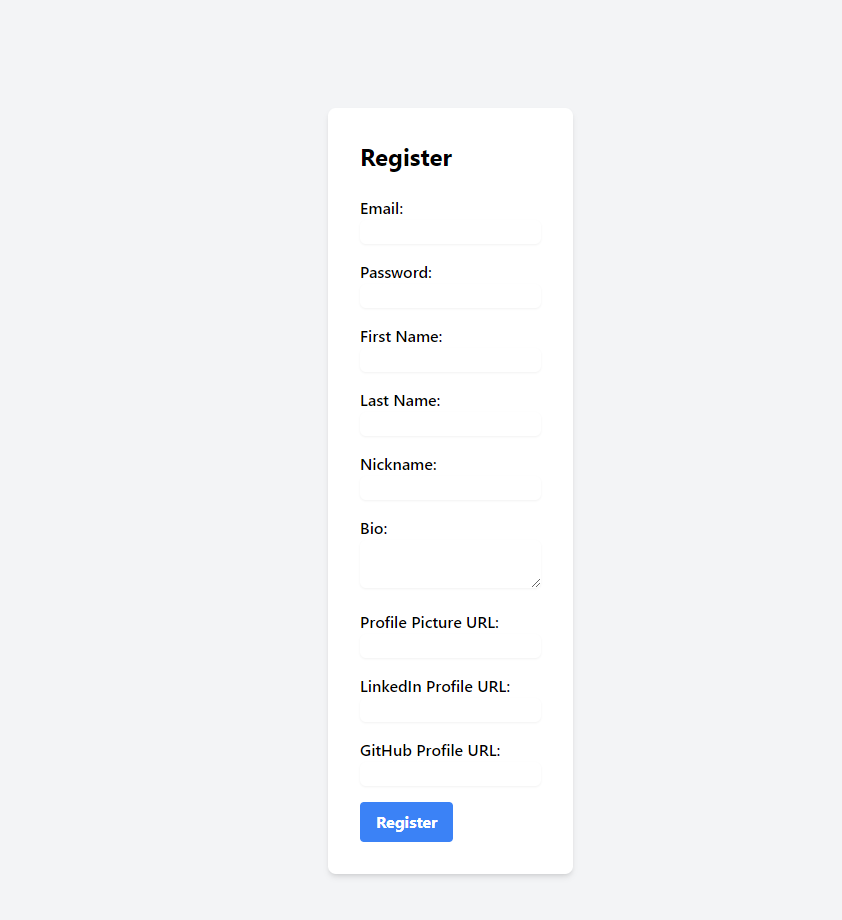 Register
Email:
Password:
First Name:
Last Name:
Nickname:
Bio:
Profile Picture URL:
LinkedIn Profile URL:
GitHub Profile URL:
Register